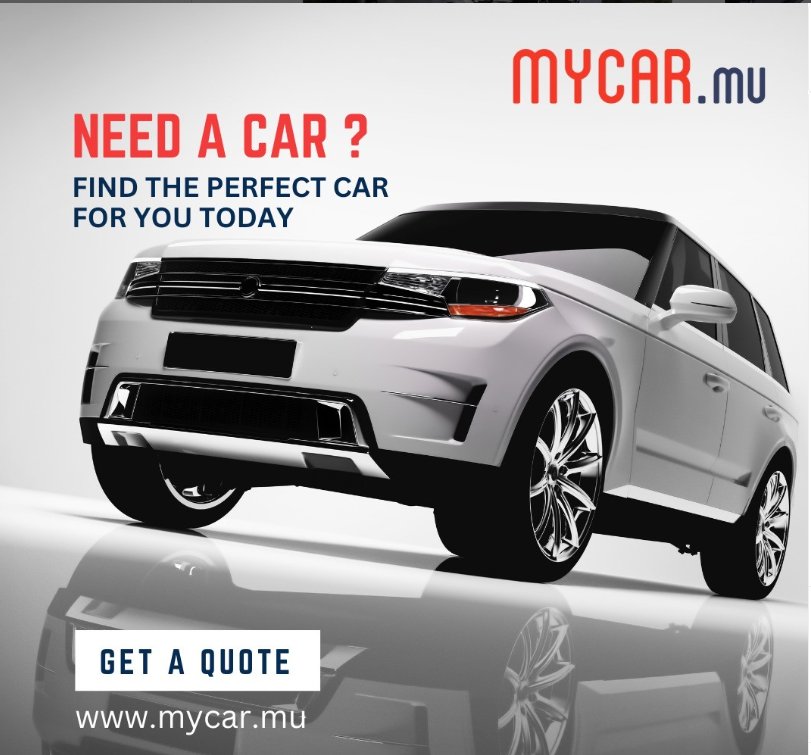 MYCAR.mu
NEED A CAR ?
FIND THE PERFECT CAR
FOR YOU TODAY
GET A QUOTE
www.mycar.mu